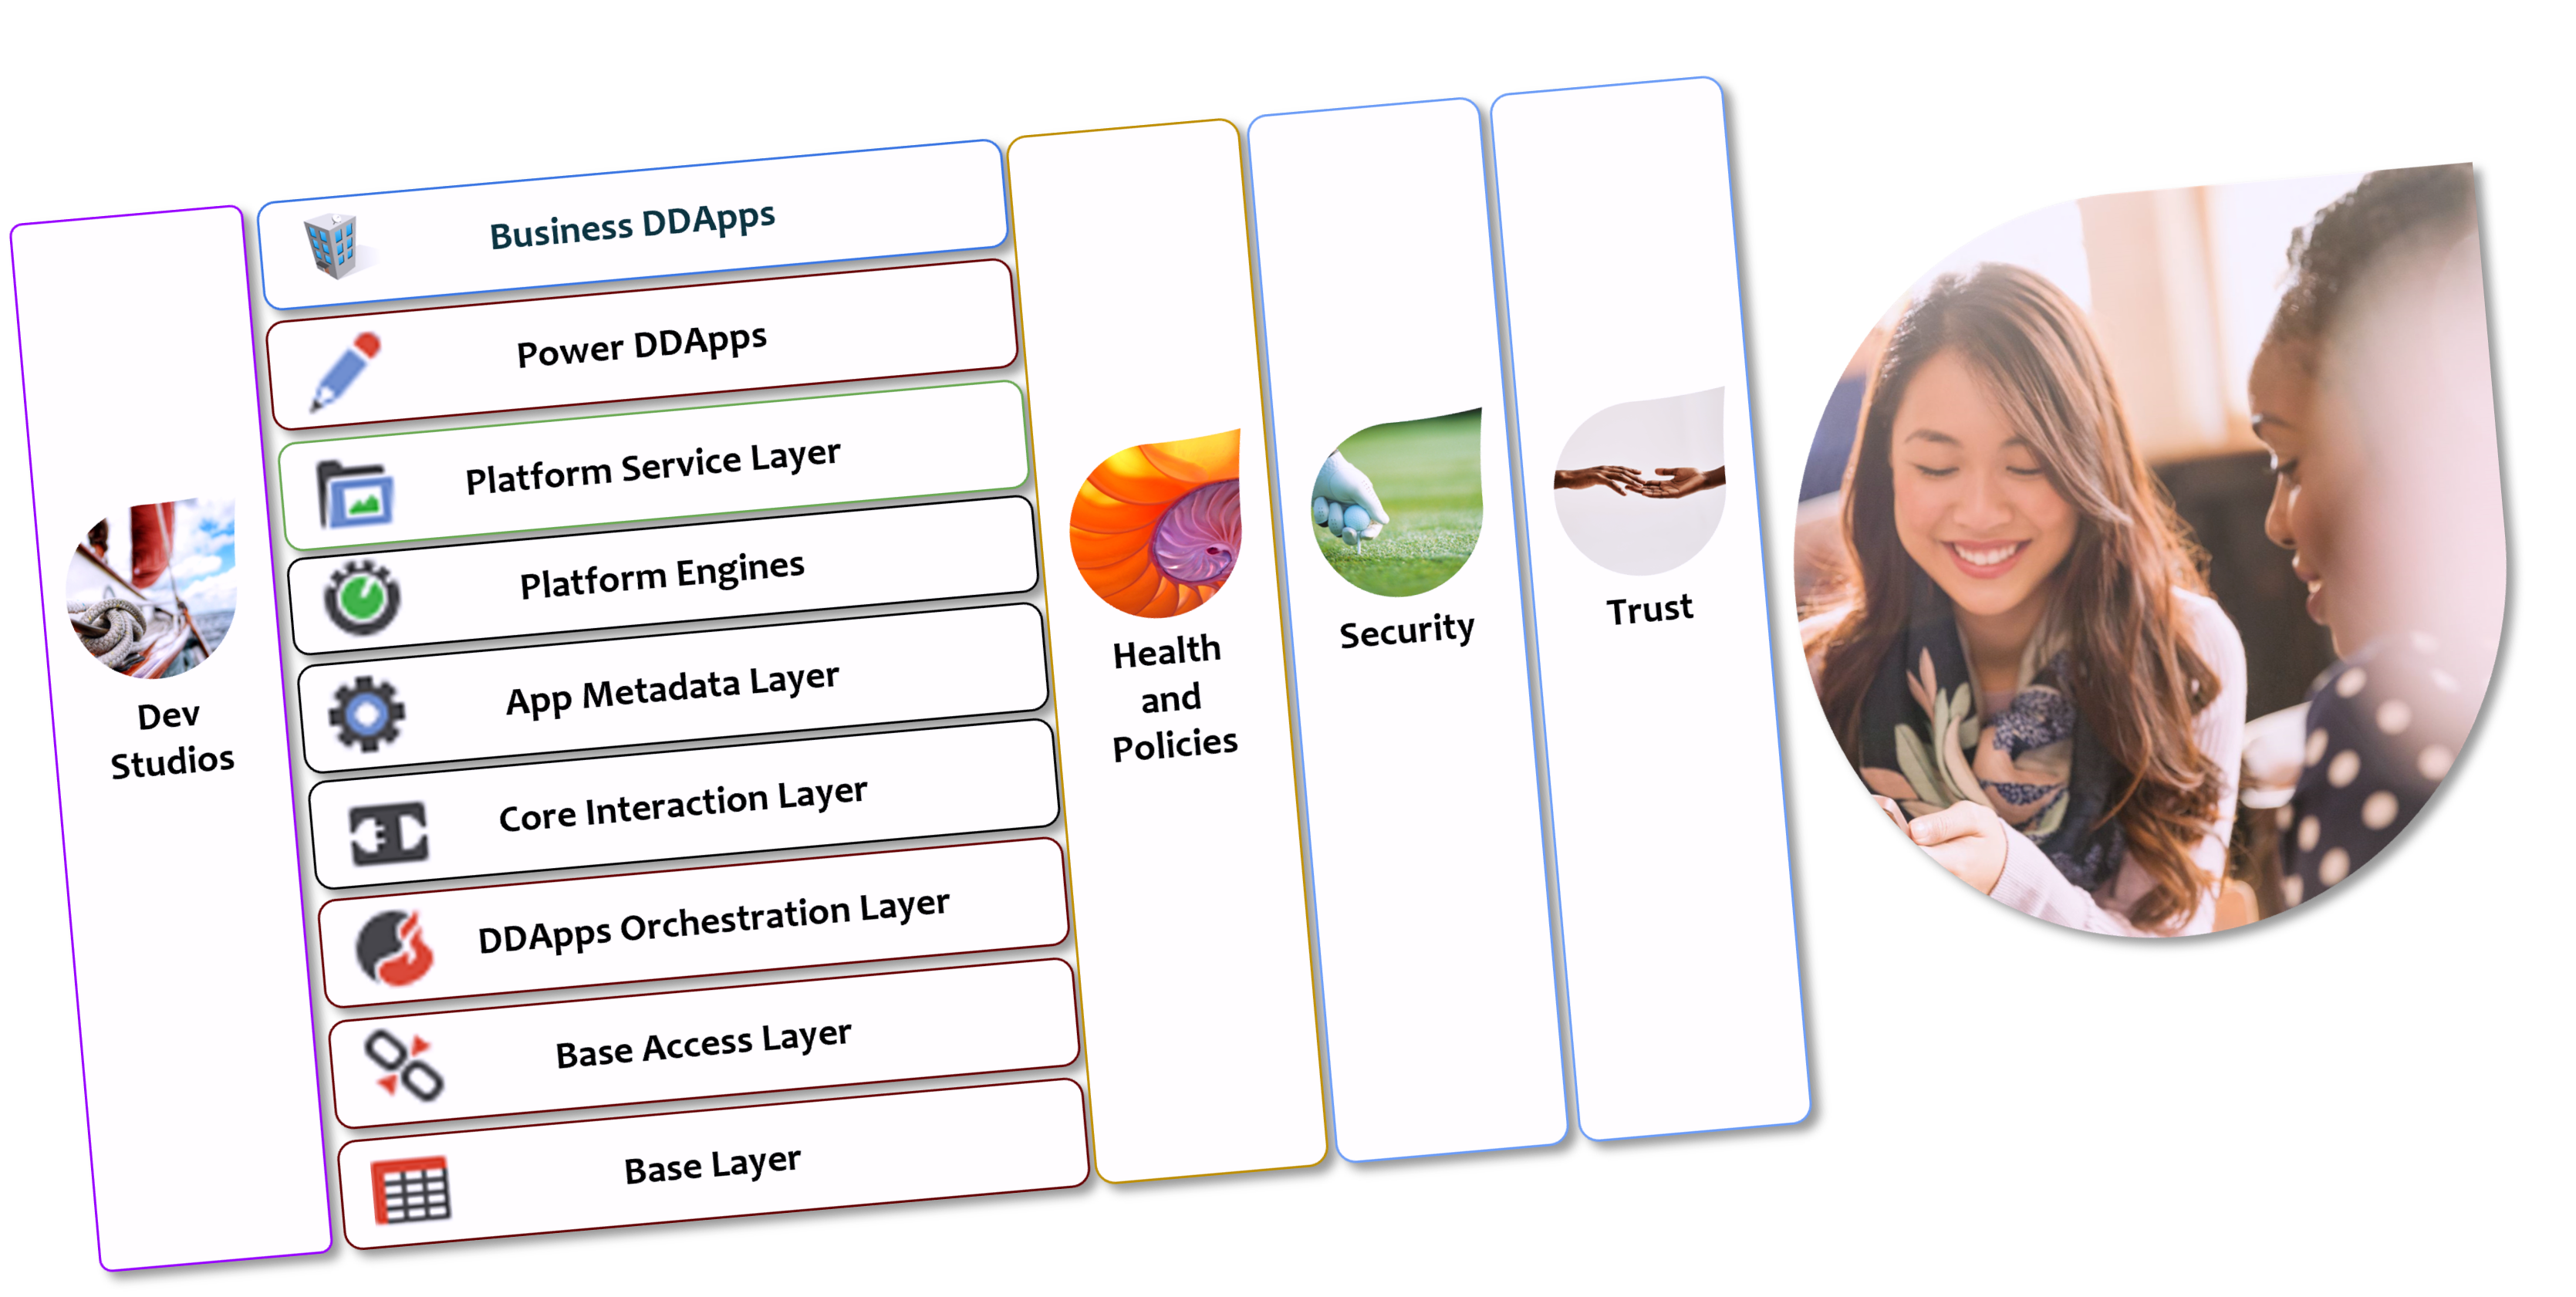 Dev
Studios
Business DDApps
Power DDApps
Platform Service Layer
Platform Engines
App Metadata Layer
Core Interaction Layer
DDApps Orchestration Layer
Base Access Layer
Base Layer
Health
and
Policies
Security
Trust